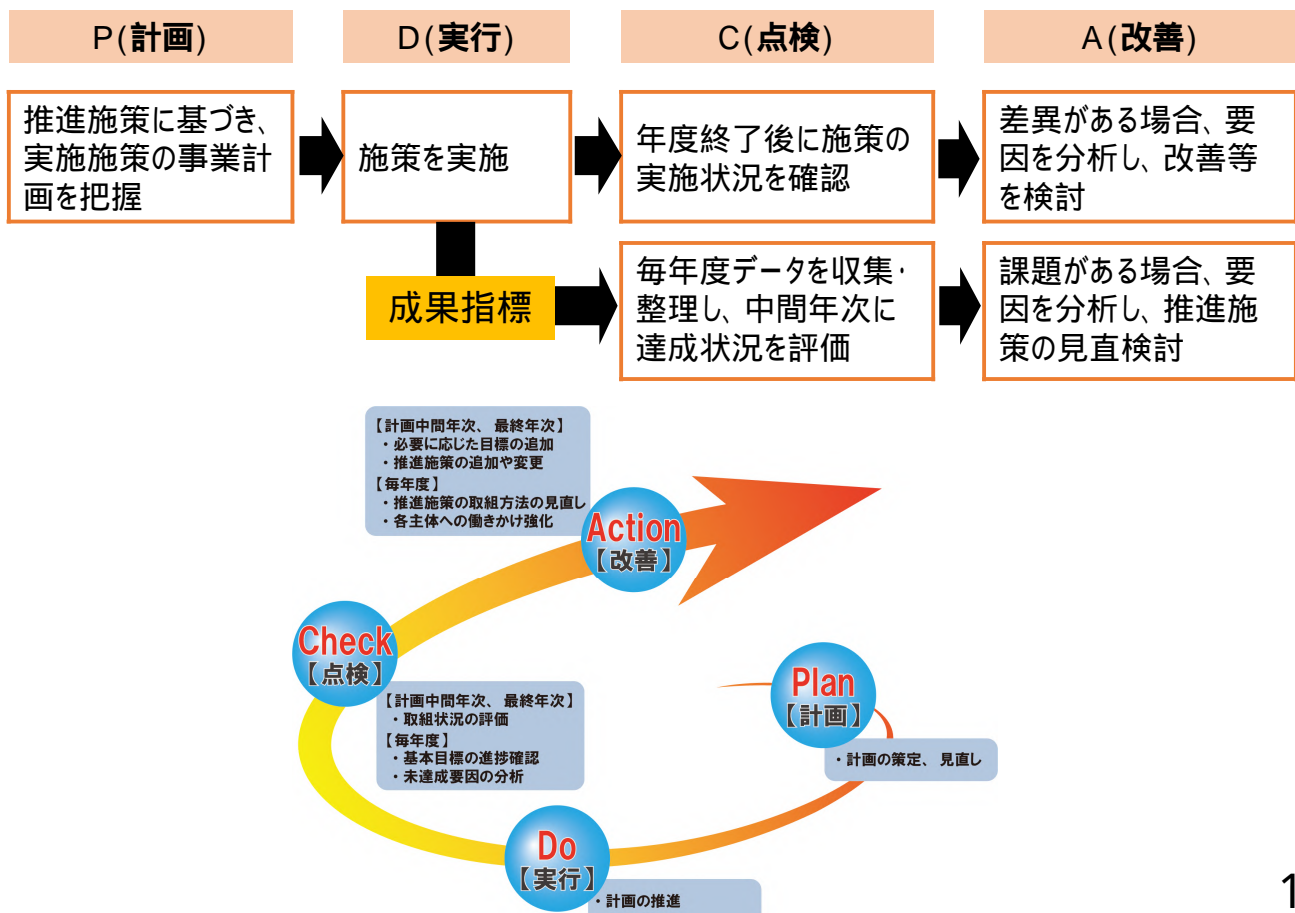 P(計画)
D(実行)
C(点検)
A(改善)
推進施策に基づき、
実施施策の事業計
画を把握
施策を実施
年度終了後に施策の
実施状況を確認
差異がある場合、要
因を分析し、改善等
を検討
成果指標
毎年度データを収集・
整理し、中間年次に
達成状況を評価
課題がある場合、要
因を分析し、推進施
策の見直検討
【計画中間年次、最終年次】
・必要に応じた目標の追加
・推進施策の追加や変更
【毎年度】
・推進施策の取組方法の見直し
・各主体への働きかけ強化
Action
【改善】
Check
【点検】
【計画中間年次、最終年次】
・取組状況の評価
【毎年度】
・基本目標の進捗確認
・未達成要因の分析
Plan
【計画】
・計画の策定、見直し
Do
【実行】
・計画の推進
1